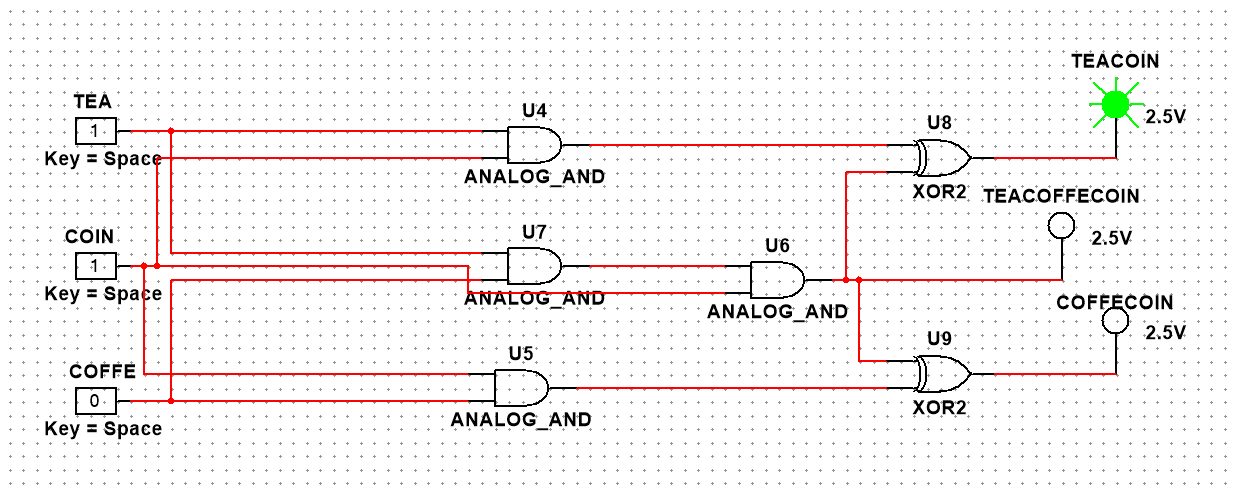 TEACOIN
2.5V
TEA
1
Key = Space
U4
ANALOG_AND
U8
XOR2
TEACOFFECOIN
2.5V
COIN
1
Key = Space
U7
ANALOG_AND
U6
ANALOG_AND
COFFECOIN
2.5V
U9
XOR2
U5
ANALOG_AND
COFFE
0
Key = Space